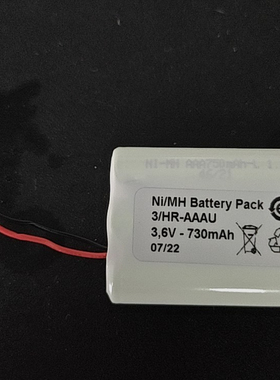 Ni/MH Battery Pack
3/HR-AAAU
3,6V - 730mAh
07/22